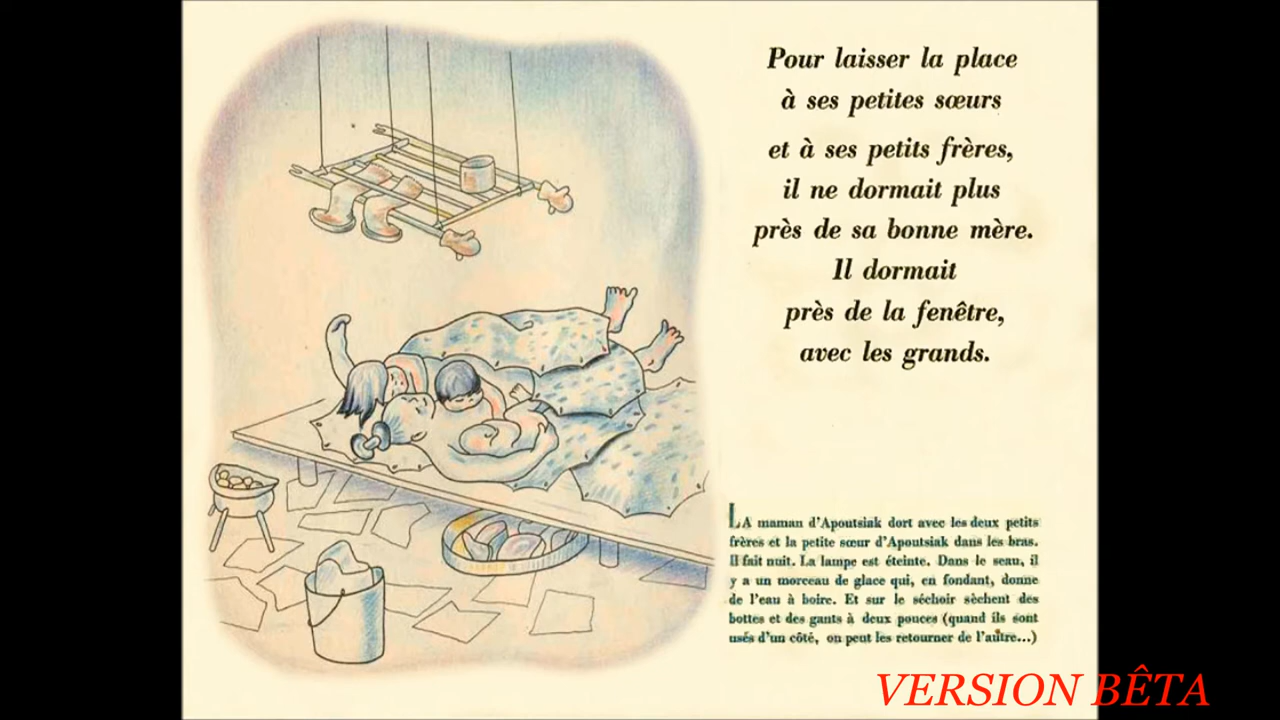 Pour laisser la place
à ses petites sœurs
et à ses petits frères,
il ne dormait plus
près de sa bonne mère.
Il dormait
près de la fenêtre,
avec les grands.
LA maman d'Apoutsiak dort avec les deux petits
frères et la petite sœur d'Apoutsiak dans les bras.
Il fait nuit. La lampe est éteinte. Dans le seau, il
y a un morceau de glace qui, en fondant, donne
de l'eau à boire. Et sur le séchoir sèchent des
bottes et des gants à deux pouces (quand ils sont
usés d'un côté, on peut les retourner de l'autre...)
VERSION BÊTA